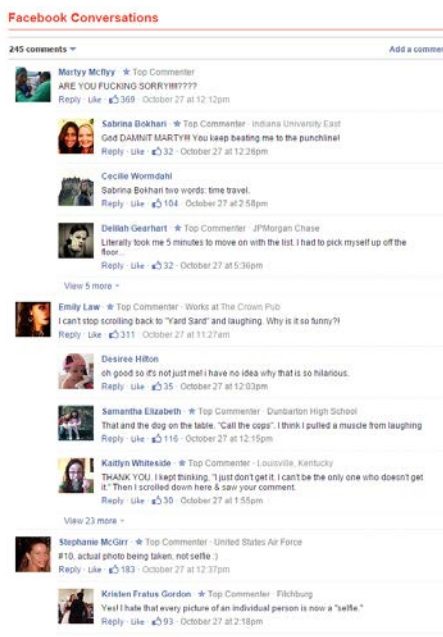 Facebook Conversations
245 comments
Add a comme
Martyy Mcflyy Top Commenter
ARE YOU FUCKING SORRY!!!!????
Reply · Like · 369 · October 27 at 12:12pm
Sabrina Bokhari · Top Commenter · Indiana University East
God DAMNIT MARTY!!! You keep beating me to the punchline!
Reply · Like · 32 · October 27 at 12:26pm
Cecilie Wormdahl
Sabrina Bokhari two words: time travel.
Reply · Like · 104 · October 27 at 2:58pm
Delilah Gearhart · Top Commenter · JPMorgan Chase
Literally took me 5 minutes to move on with the list. I had to pick myself up off the
floor...
Reply · Like · 32 · October 27 at 5:36pm
View 5 more
Emily Law · Top Commenter · Works at The Crown Pub
I can't stop scrolling back to "Yard Sard" and laughing. Why is it so funny?!
Reply · Like · 311 · October 27 at 11:27am
Desiree Hilton
oh good so it's not just me! i have no idea why that is so hilarious.
Reply · Like · 35 · October 27 at 12:03pm
Samantha Elizabeth · Top Commenter · Dunbarton High School
That and the dog on the table. "Call the cops". I think I pulled a muscle from laughing
Reply · Like · 116 · October 27 at 12:15pm
Kaitlyn Whiteside · Top Commenter · Louisville, Kentucky
THANK YOU. I kept thinking, "I just don't get it. I can't be the only one who doesn't get
it." Then I scrolled down here & saw your comment.
Reply · Like · 30 · October 27 at 1:55pm
View 23 more
Stephanie McGirr · Top Commenter · United States Air Force
#10, actual photo being taken, not selfie :)
Reply · Like · 183 · October 27 at 12:37pm
Kristen Fratus Gordon · Top Commenter · Fitchburg
Yes! I hate that every picture of an individual person is now a "selfie."
Reply · Like · 93 · October 27 at 2:18pm